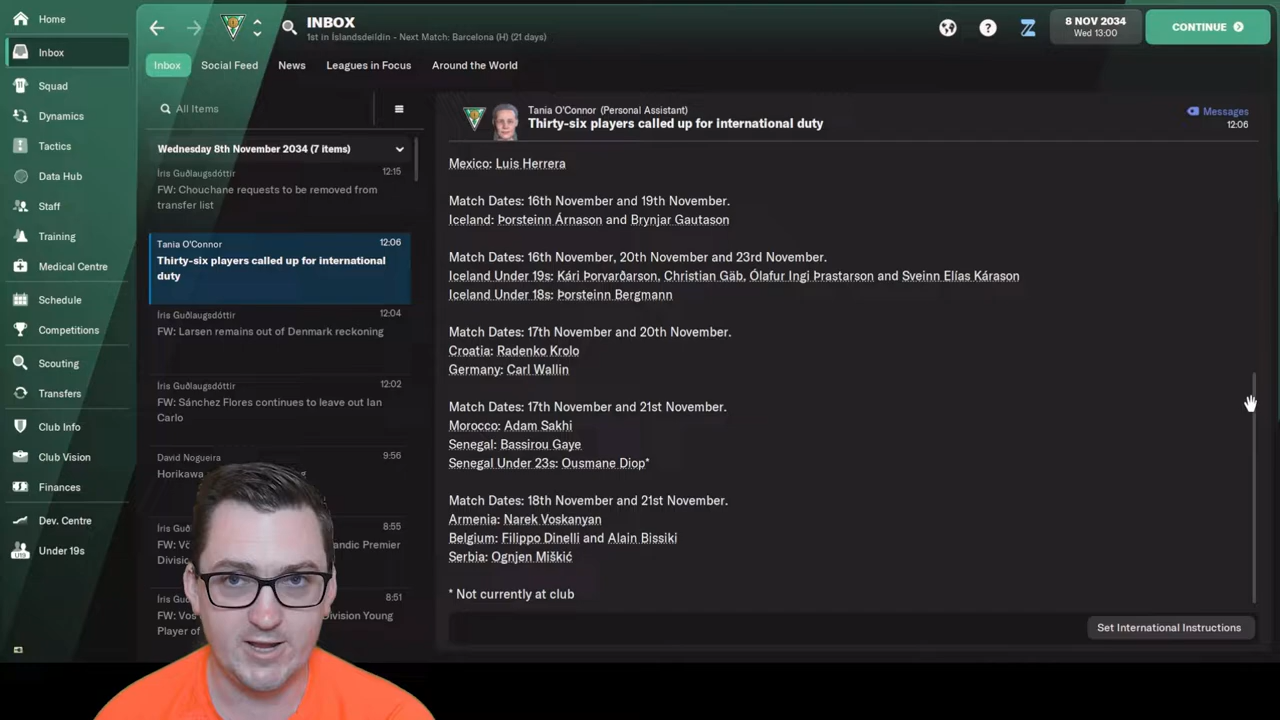 Home
Inbox
Squad
Dynamics
Tactics
Data Hub
Staff
Training
Medical Centre
Schedule
Competitions
Scouting
Transfers
Club Info
Club Vision
Finances
Dev. Centre
Under 19s
INBOX
1st in Íslandsdeildin - Next Match: Barcelona (H) (21 days)
8 NOV 2034
Wed 13:00
CONTINUE
Inbox
Social Feed
News
Leagues in Focus
Around the World
All Items
Wednesday 8th November 2034 (7 items)
Íris Guðlaugsdóttir 12:15
FW: Chouchane requests to be removed from
transfer list
Tania O'Connor 12:06
Thirty-six players called up for international
duty
Íris Guðlaugsdóttir 12:04
FW: Larsen remains out of Denmark reckoning
Íris Guðlaugsdóttir 12:02
FW: Sánchez Flores continues to leave out Ian
Carlo
David Nogueira 9:56
Horikawa
Íris 8:55
FW: andic Premier
Divisio
Íris 8:51
FW: Vos Division Young
Player of
Tania O'Connor (Personal Assistant)
Thirty-six players called up for international duty
Messages
12:06
Mexico: Luis Herrera
Match Dates: 16th November and 19th November.
Iceland: Þorsteinn Árnason and Brynjar Gautason
Match Dates: 16th November, 20th November and 23rd November.
Iceland Under 19s: Kári Þorvarðarson, Christian Gäb, Ólafur Ingi Þrastarson and Sveinn Elías Kárason
Iceland Under 18s: Þorsteinn Bergmann
Match Dates: 17th November and 20th November.
Croatia: Radenko Krolo
Germany: Carl Wallin
Match Dates: 17th November and 21st November.
Morocco: Adam Sakhi
Senegal: Bassirou Gaye
Senegal Under 23s: Ousmane Diop*
Match Dates: 18th November and 21st November.
Armenia: Narek Voskanyan
Belgium: Filippo Dinelli and Alain Bissiki
Serbia: Ognjen Miškić
* Not currently at club
Set International Instructions